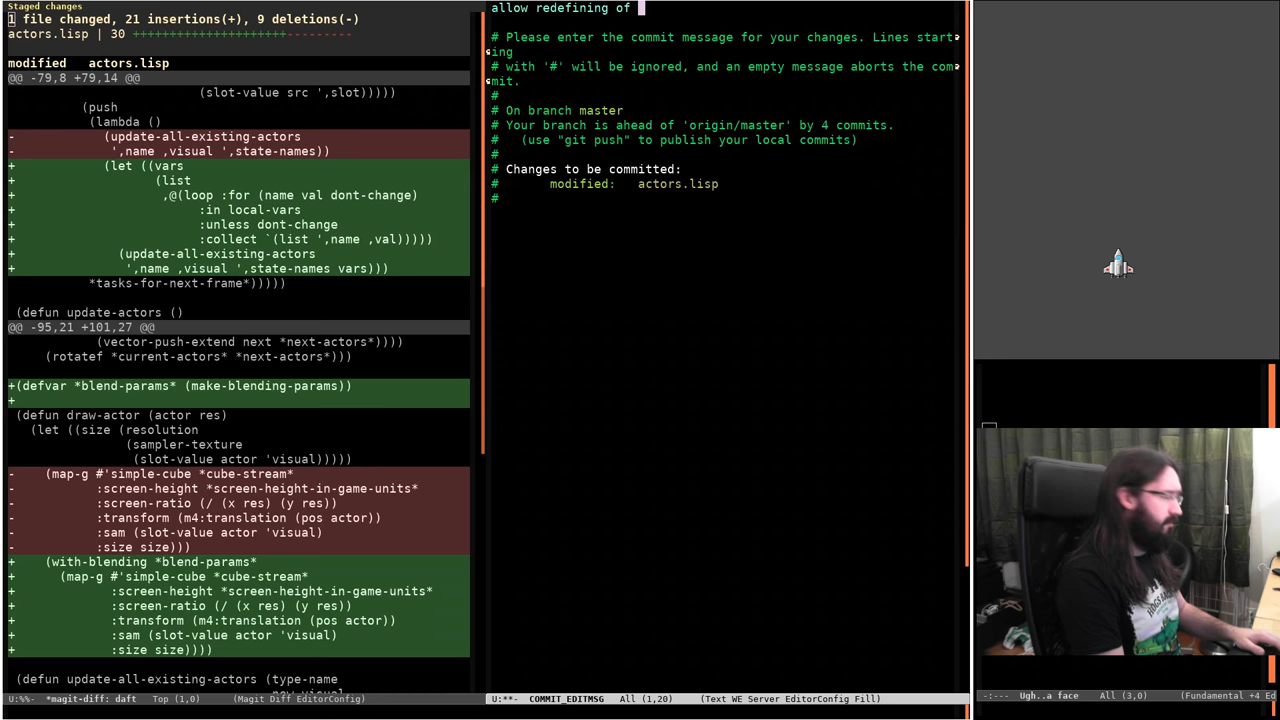 Staged changes
1 file changed, 21 insertions(+), 9 deletions(-)
actors.lisp | 30 +++++++++++++++++++++---------
modified   actors.lisp
@@ -79,8 +79,14 @@
(slot-value src ',slot)))))
(push
(lambda ()
-            (update-all-existing-actors
-             ',name ,visual ',state-names))
+            (let ((vars
+                   (list
+                    ,@(loop :for (name val dont-change)
+                         :in local-vars
+                         :unless dont-change
+                         :collect `(list ',name ,val)))))
+              (update-all-existing-actors
+               ',name ,visual ',state-names vars)))
*tasks-for-next-frame*)))))
(defun update-actors ()
@@ -95,21 +101,27 @@
(vector-push-extend next *next-actors*))))
(rotatef *current-actors* *next-actors*)))
+(defvar *blend-params* (make-blending-params))
+
(defun draw-actor (actor res)
(let ((size (resolution
(sampler-texture
(slot-value actor 'visual)))))
-    (map-g #'simple-cube *cube-stream*
-           :screen-height *screen-height-in-game-units*
-           :screen-ratio (/ (x res) (y res))
-           :transform (m4:translation (pos actor))
-           :sam (slot-value actor 'visual)
-           :size size)))
+    (with-blending *blend-params*
+      (map-g #'simple-cube *cube-stream*
+             :screen-height *screen-height-in-game-units*
+             :screen-ratio (/ (x res) (y res))
+             :transform (m4:translation (pos actor))
+             :sam (slot-value actor 'visual)
+             :size size))))
(defun update-all-existing-actors (type-name
U:%%-  *magit-diff: daft   Top (1,0)      (Magit Diff EditorConfig)
allow redefining of
# Please enter the commit message for your changes. Lines start
ing
# with '#' will be ignored, and an empty message aborts the com
mit.
#
# On branch master
# Your branch is ahead of 'origin/master' by 4 commits.
#   (use "git push" to publish your local commits)
#
# Changes to be committed:
#       modified:   actors.lisp
#
U:**-  COMMIT_EDITMSG   All (1,20)     (Text WE Server EditorConfig Fill)
-:---  Ugh..a face   All (3,0)     (Fundamental +4 Ed